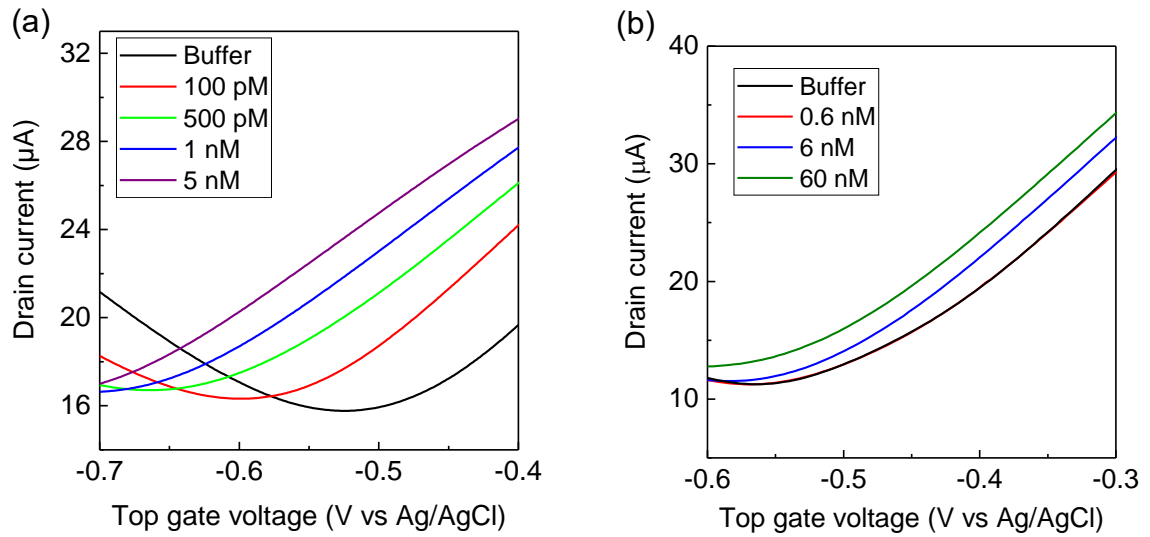 (a)
Buffer
100 pM
500 pM
1 nM
5 nM
32
28
24
20
16
Drain current (µA)
-0.7
-0.6
-0.5
-0.4
Top gate voltage (V vs Ag/AgCl)
(b)
Buffer
0.6 nM
6 nM
60 nM
40
30
20
10
Drain current (μA)
-0.6
-0.5
-0.4
-0.3
Top gate voltage (V vs Ag/AgCl)